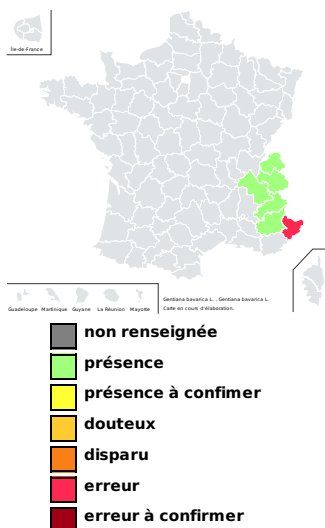 Île-de-France
Guadeloupe Martinique Guyane La Réunion Mayotte
Gentiana bavarica L. , Gentiana bavarica L.
Carte en cours d'élaboration.
non renseignée
présence
présence à confimer
douteux
disparu
erreur
erreur à confirmer